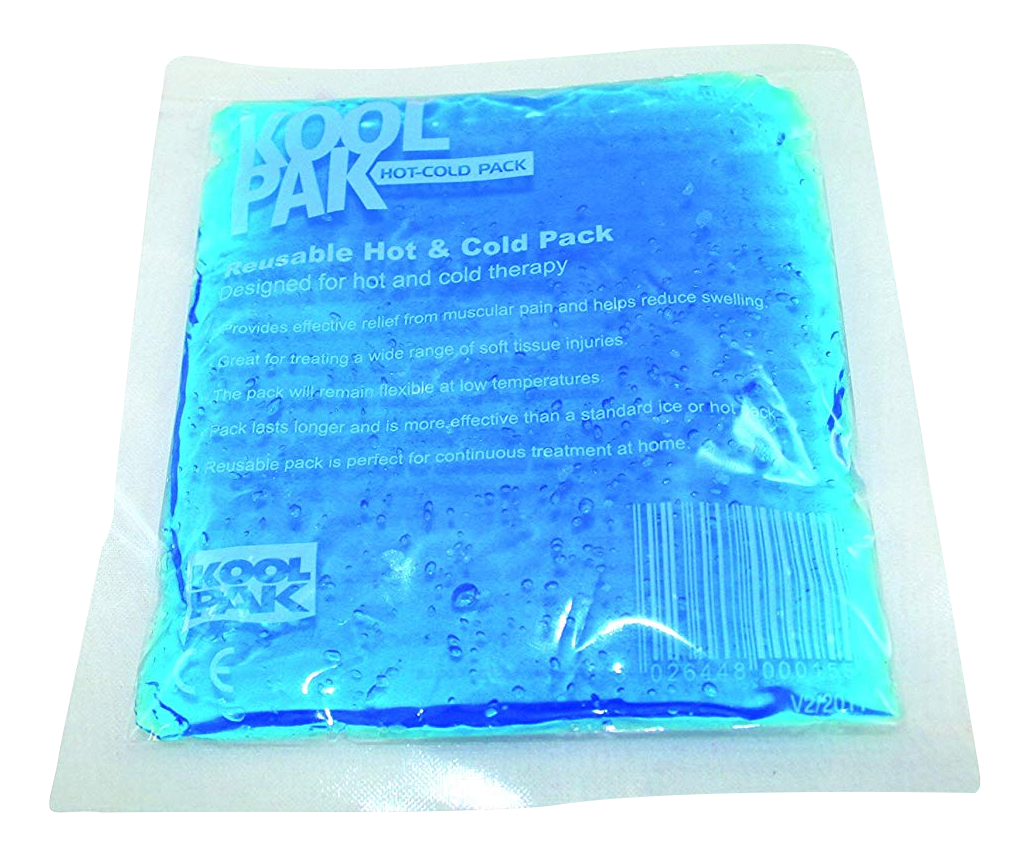 KOOL
PAK HOT-COLD PACK
Reusable Hot & Cold Pack
Designed for hot and cold therapy
Provides effective relief from muscular pain and helps reduce swelling.
Great for treating a wide range of soft tissue injuries.
The pack will remain flexible at low temperatures.
Pack lasts longer and is more effective than a standard ice or hot pack.
Reusable pack is perfect for continuous treatment at home.
KOOL
PAK
CE
026448